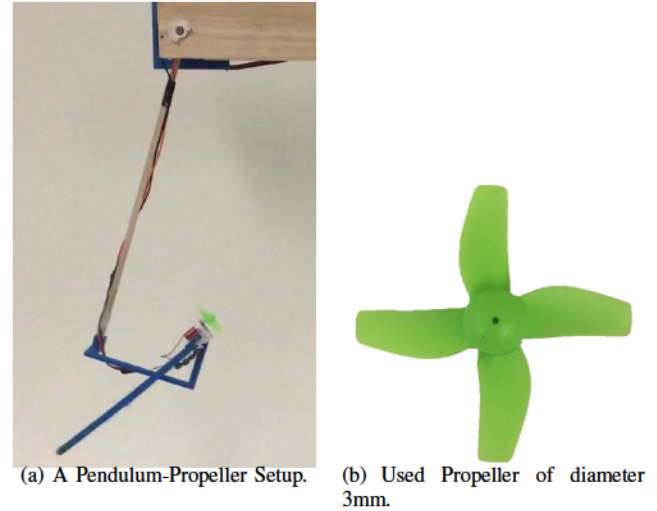 (a) A Pendulum-Propeller Setup.
(b) Used Propeller of diameter
3mm.